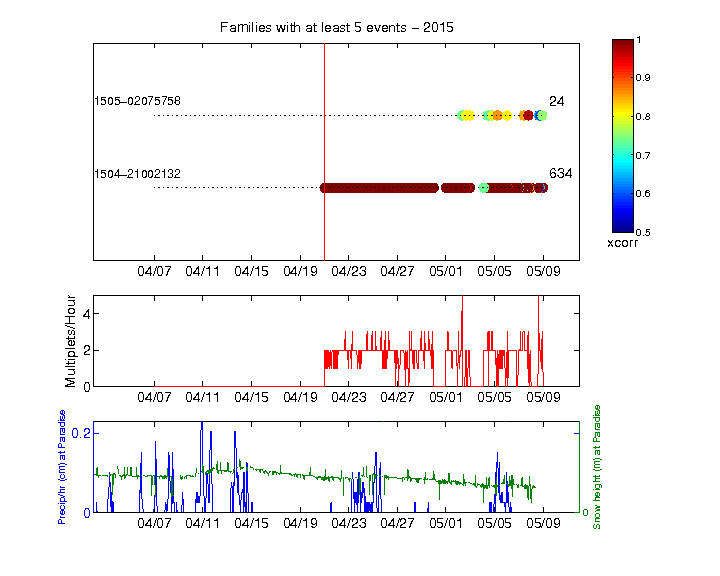 Families with at least 5 events – 2015
1505–02075758
24
1504–21002132
634
04/07 04/11 04/15 04/19 04/23 04/27 05/01 05/05 05/09
1
0.9
0.8
0.7
0.6
0.5
xcorr
Multiplets/Hour
4
2
0
04/07 04/11 04/15 04/19 04/23 04/27 05/01 05/05 05/09
Precip/hr (cm) at Paradise
0.2
0
04/07 04/11 04/15 04/19 04/23 04/27 05/01 05/05 05/09
0
Snow height (m) at Paradise